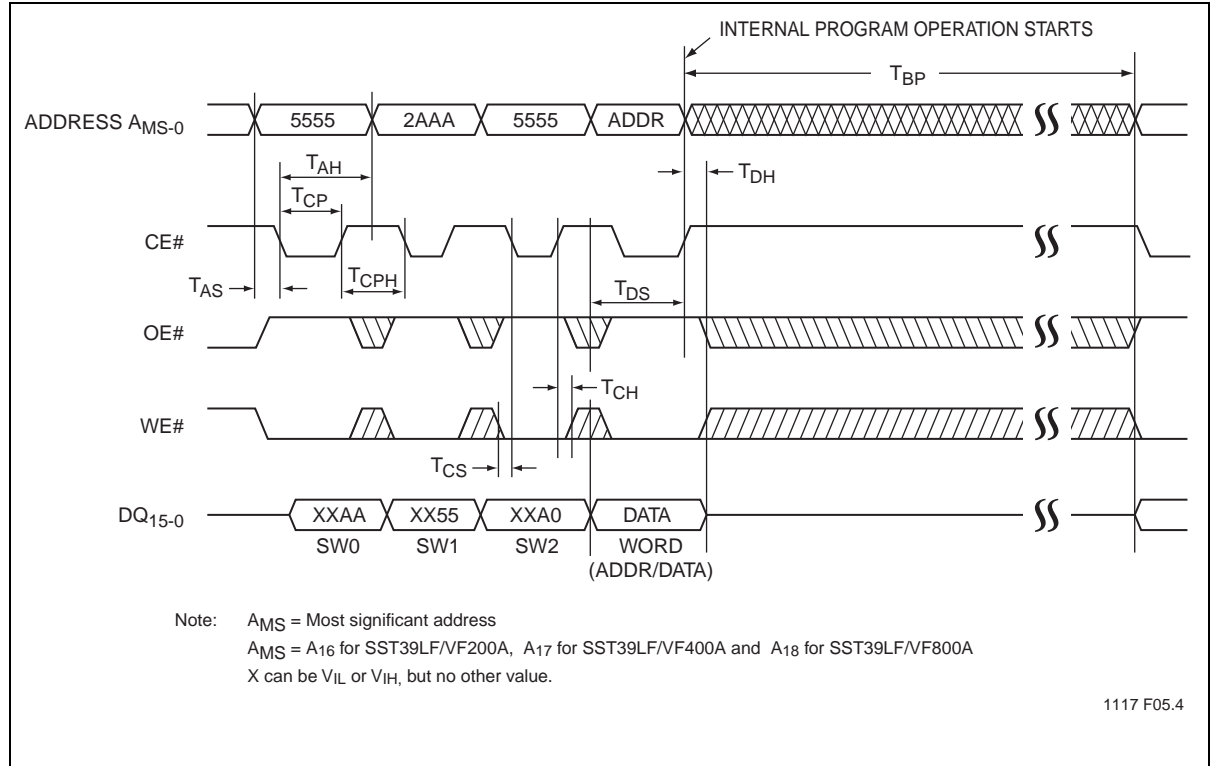 INTERNAL PROGRAM OPERATION STARTS
TBP
ADDRESS AMS-0
5555 2AAA 5555 ADDR
TAH
TDH
TCP
CE#
TAS
TCPH
TDS
OE#
TCH
WE#
TCS
DQ15-0
XXAA XX55 XXA0 DATA
SW0 SW1 SW2 WORD
(ADDR/DATA)
Note: AMS = Most significant address
AMS = A16 for SST39LF/VF200A, A17 for SST39LF/VF400A and A18 for SST39LF/VF800A
X can be VIL or VIH, but no other value.
1117 F05.4